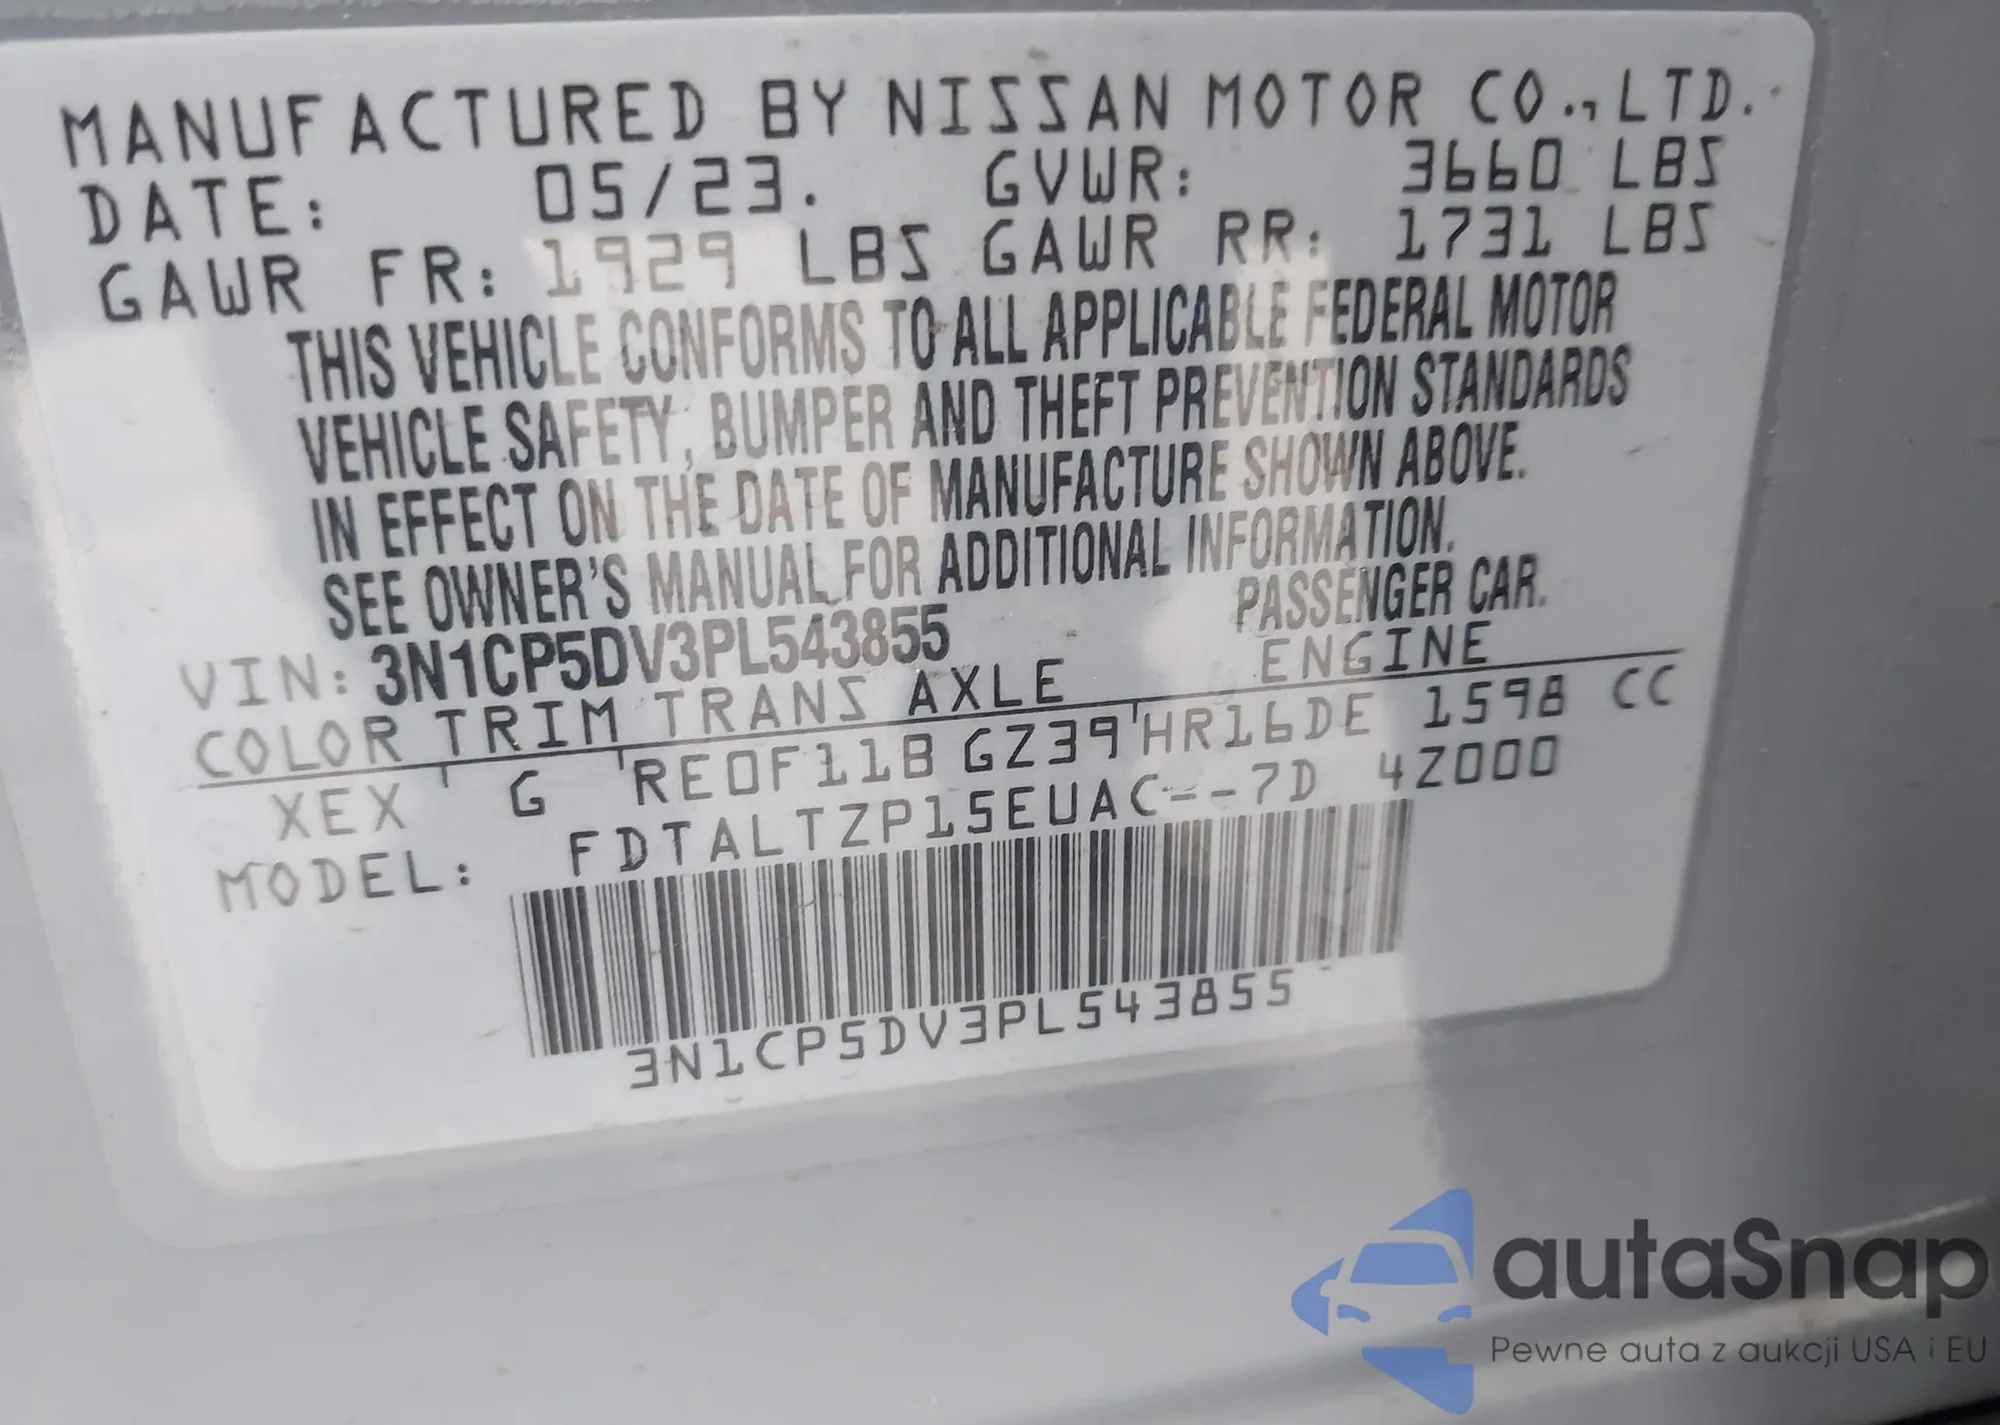 MANUFACTURED BY NISSAN MOTOR CO., LTD.
DATE: 05/23. GVWR: 3660 LBS
GAWR FR: 1929 LBS GAWR RR: 1731 LBS
THIS VEHICLE CONFORMS TO ALL APPLICABLE FEDERAL MOTOR
VEHICLE SAFETY, BUMPER AND THEFT PREVENTION STANDARDS
IN EFFECT ON THE DATE OF MANUFACTURE SHOWN ABOVE.
SEE OWNER'S MANUAL FOR ADDITIONAL INFORMATION.
VIN: 3N1CP5DV3PL543855 PASSENGER CAR.
COLOR TRIM TRANS AXLE ENGINE
XEX G RE0F11B GZ39 HR16DE 1598 CC
MODEL: FDTALTZP15EUAC--7D 4Z000
3N1CP5DV3PL543855
autaSnap
Pewne auta z aukcji USA i EU